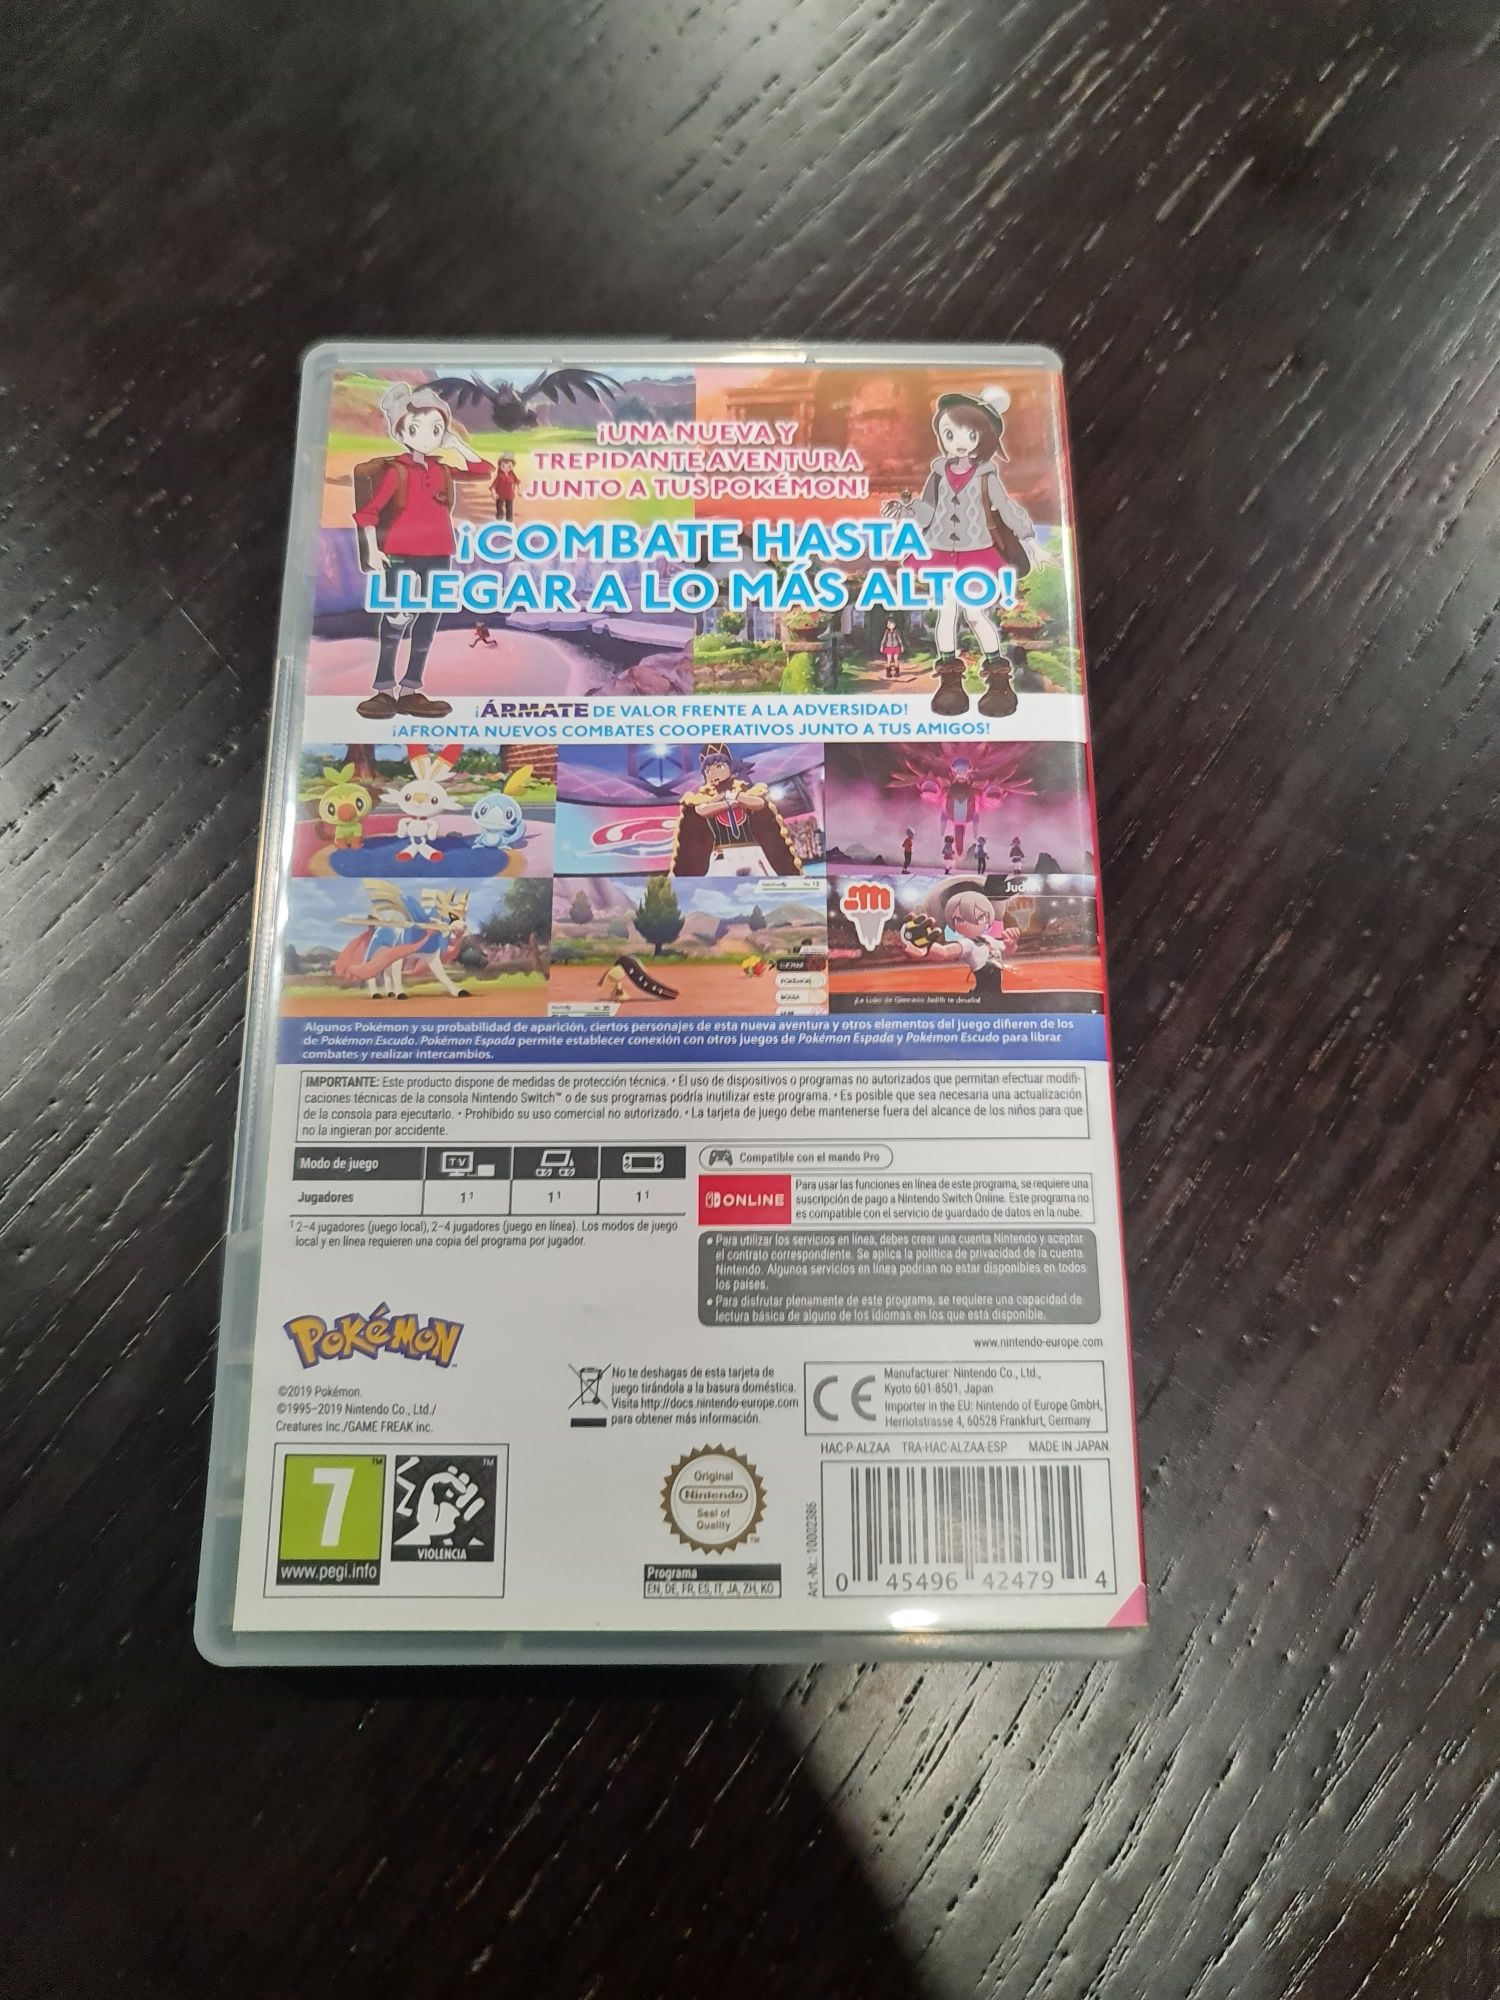 ¡UNA NUEVA Y
TREPIDANTE AVENTURA
JUNTO A TUS POKÉMON!
¡COMBATE HASTA
LLEGAR A LO MÁS ALTO!
¡ÁRMATE DE VALOR FRENTE A LA ADVERSIDAD!
¡AFRONTA NUEVOS COMBATES COOPERATIVOS JUNTO A TUS AMIGOS!
Judith
¡La Líder de Gimnasio Judith te desafía!
Algunos Pokémon y su probabilidad de aparición, ciertos personajes de esta nueva aventura y otros elementos del juego difieren de los
de Pokémon Escudo. Pokémon Espada permite establecer conexión con otros juegos de Pokémon Espada y Pokémon Escudo para librar
combates y realizar intercambios.
IMPORTANTE: Este producto dispone de medidas de protección técnica. • El uso de dispositivos o programas no autorizados que permitan efectuar modifi-
caciones técnicas de la consola Nintendo Switch™ o de sus programas podría inutilizar este programa. • Es posible que sea necesaria una actualización
de la consola para ejecutarlo. • Prohibido su uso comercial no autorizado. • La tarjeta de juego debe mantenerse fuera del alcance de los niños para que
no la ingieran por accidente.
Modo de juego TV
Jugadores 1¹ 1¹ 1¹
¹ 2–4 jugadores (juego local), 2–4 jugadores (juego en línea). Los modos de juego
local y en línea requieren una copia del programa por jugador.
Compatible con el mando Pro
ONLINE
Para usar las funciones en línea de este programa, se requiere una
suscripción de pago a Nintendo Switch Online. Este programa no
es compatible con el servicio de guardado de datos en la nube.
• Para utilizar los servicios en línea, debes crear una cuenta Nintendo y aceptar
el contrato correspondiente. Se aplica la política de privacidad de la cuenta
Nintendo. Algunos servicios en línea podrían no estar disponibles en todos
los países.
• Para disfrutar plenamente de este programa, se requiere una capacidad de
lectura básica de alguno de los idiomas en los que está disponible.
www.nintendo-europe.com
Pokémon™
©2019 Pokémon.
©1995–2019 Nintendo Co., Ltd./
Creatures Inc./GAME FREAK inc.
No te deshagas de esta tarjeta de
juego tirándola a la basura doméstica.
Visita http://docs.nintendo-europe.com
para obtener más información.
CE
Manufacturer: Nintendo Co., Ltd.,
Kyoto 601-8501, Japan
Importer in the EU: Nintendo of Europe GmbH,
Herriotstrasse 4, 60528 Frankfurt, Germany
HAC-P-ALZAA TRA-HAC-ALZAA-ESP MADE IN JAPAN
7 ™
www.pegi.info
™
VIOLENCIA
Original
Nintendo
Seal of
Quality
™
Programa
EN, DE, FR, ES, IT, JA, ZH, KO
Art.-Nr.: 10002386
0 45496 42479 4